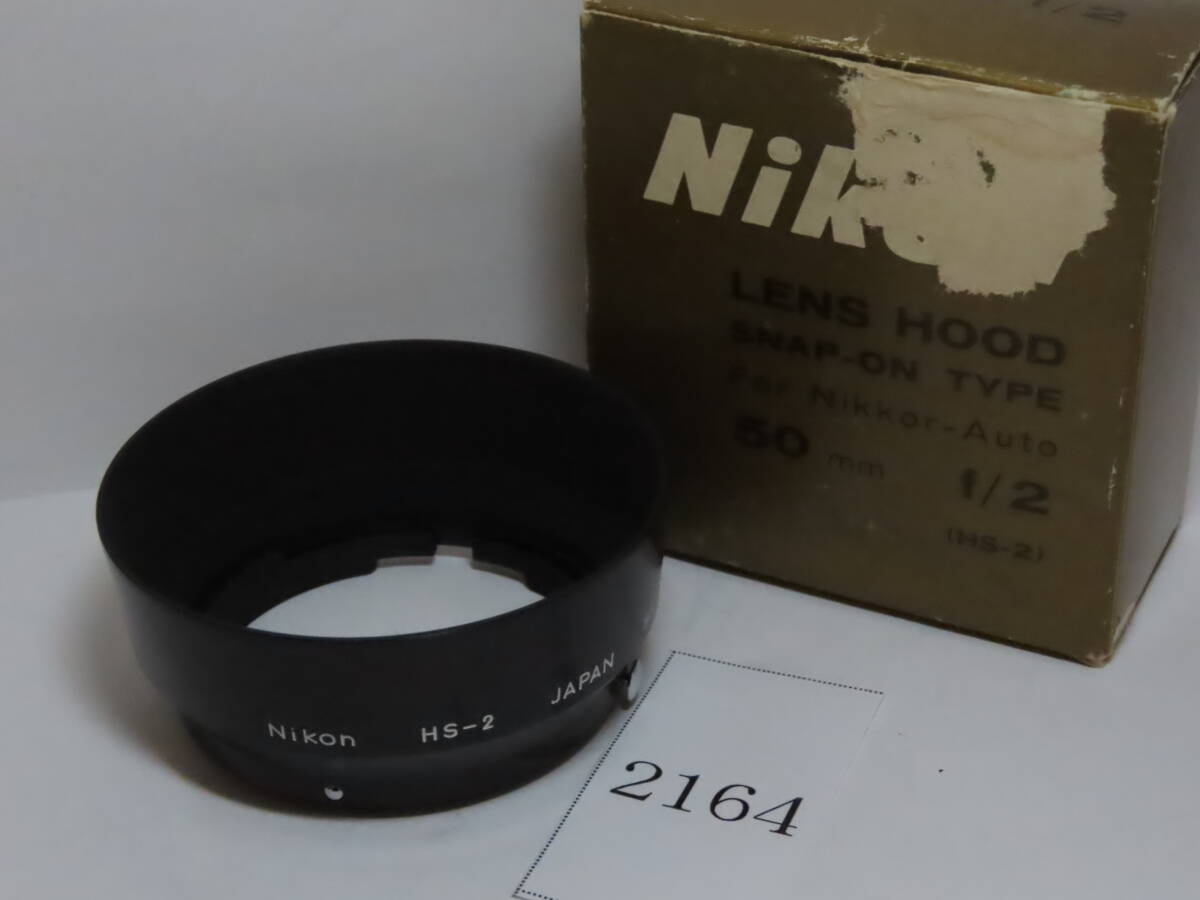 f/2
Nik
LENS HOOD
SNAP-ON TYPE
For Nikkor-Auto
50 mm f/2
(HS-2)
Nikon HS-2 JAPAN
2164